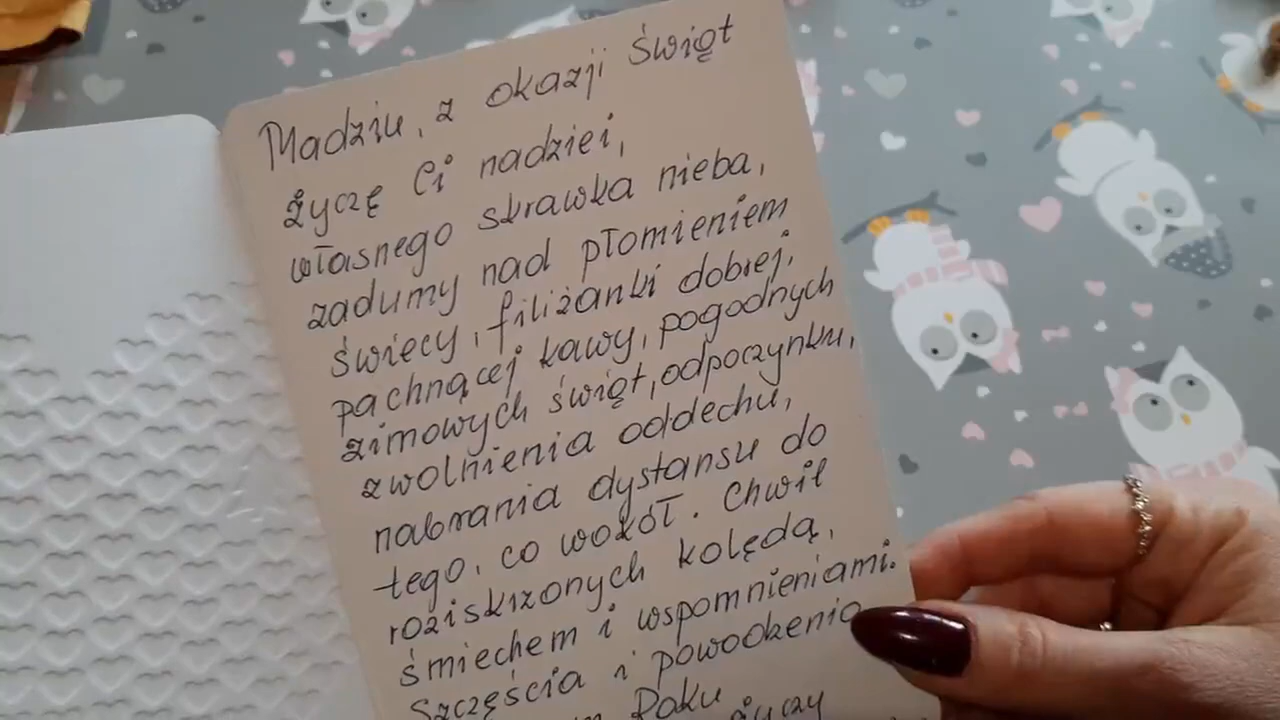 Madziu, z okazji świąt
życzę Ci nadziei,
własnego skrawka nieba,
zadumy nad płomieniem
świecy, filiżanki dobrej,
pachnącej kawy, pogodnych
zimowych świąt, odpoczynku,
zwolnienia oddechu,
nabrania dystansu do
tego, co wokół. Chwil
roziskrzonych kolędą,
śmiechem i wspomnieniami.
Szczęścia i powodzenia
Roku
życzy